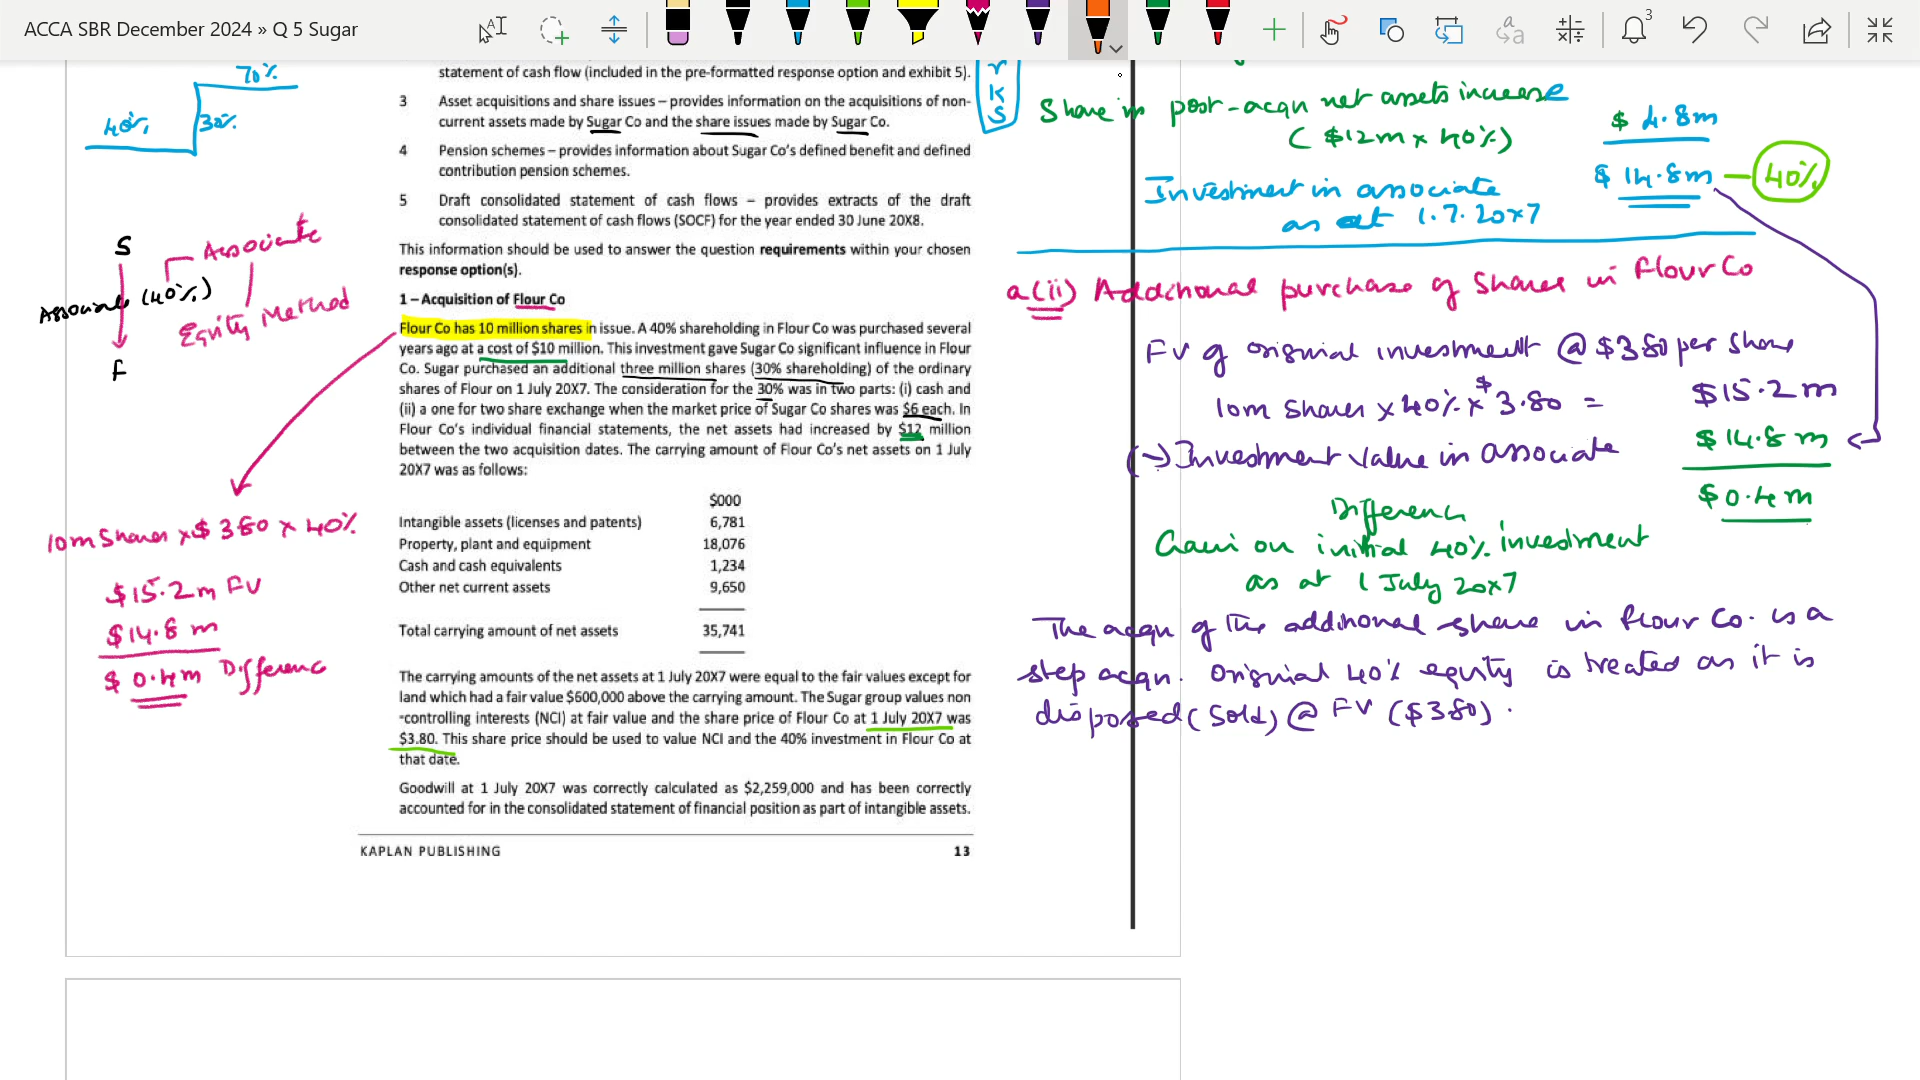 ACCA SBR December 2024 » Q 5 Sugar
3
70%
40%
30%
statement of cash flow (included in the pre-formatted response option and exhibit 5).
3 Asset acquisitions and share issues – provides information on the acquisitions of non-
current assets made by Sugar Co and the share issues made by Sugar Co.
4 Pension schemes – provides information about Sugar Co's defined benefit and defined
contribution pension schemes.
5 Draft consolidated statement of cash flows – provides extracts of the draft
consolidated statement of cash flows (SOCF) for the year ended 30 June 20X8.
This information should be used to answer the question requirements within your chosen
response option(s).
1 – Acquisition of Flour Co
Flour Co has 10 million shares in issue. A 40% shareholding in Flour Co was purchased several
years ago at a cost of $10 million. This investment gave Sugar Co significant influence in Flour
Co. Sugar purchased an additional three million shares (30% shareholding) of the ordinary
shares of Flour on 1 July 20X7. The consideration for the 30% was in two parts: (i) cash and
(ii) a one for two share exchange when the market price of Sugar Co shares was $6 each. In
Flour Co's individual financial statements, the net assets had increased by $12 million
between the two acquisition dates. The carrying amount of Flour Co's net assets on 1 July
20X7 was as follows:
$000
Intangible assets (licenses and patents) 6,781
Property, plant and equipment 18,076
Cash and cash equivalents 1,234
Other net current assets 9,650
Total carrying amount of net assets 35,741
The carrying amounts of the net assets at 1 July 20X7 were equal to the fair values except for
land which had a fair value $600,000 above the carrying amount. The Sugar group values non
-controlling interests (NCI) at fair value and the share price of Flour Co at 1 July 20X7 was
$3.80. This share price should be used to value NCI and the 40% investment in Flour Co at
that date.
Goodwill at 1 July 20X7 was correctly calculated as $2,259,000 and has been correctly
accounted for in the consolidated statement of financial position as part of intangible assets.
KAPLAN PUBLISHING 13
S
Associate
Associate (40%)
Equity Method
F
10m Shares x $3.80 x 40%
$15.2m FV
$14.8 m
$0.4m Difference
r
k
s
Share in post-acqn net assets increase
($12m x 40%)
$ 4.8m
Investment in associate
as at 1.7.20x7
$ 14.8m – 40%
a(ii) Additional purchase of Shares in Flour Co
FV of original investment @ $3.80 per share
10m Shares x 40% x $3.80 = $15.2m
(-) Investment value in associate $14.8m
$0.4m
Difference
Gain on initial 40% investment
as at 1 July 20x7
The acqn of the additional share in flour Co. is a
step acqn. Original 40% equity is treated as it is
disposed (sold) @ FV ($3.80).